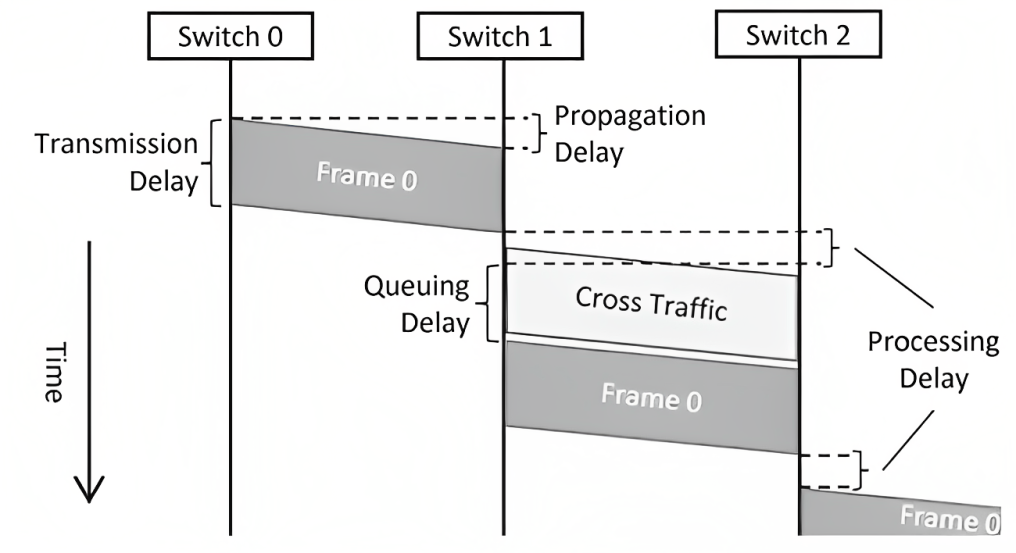 Switch 0
Switch 1
Switch 2
Propagation
Delay
Transmission
Delay
Frame 0
Queuing
Delay
Cross Traffic
Processing
Delay
Time
Frame 0
Frame 0